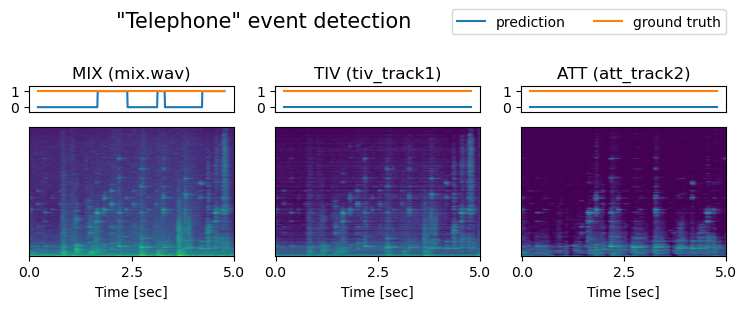 "Telephone" event detection
prediction ground truth
MIX (mix.wav) TIV (tiv_track1) ATT (att_track2)
1 1 1
0 0 0
0.0 2.5 5.0 0.0 2.5 5.0 0.0 2.5 5.0
Time [sec] Time [sec] Time [sec]